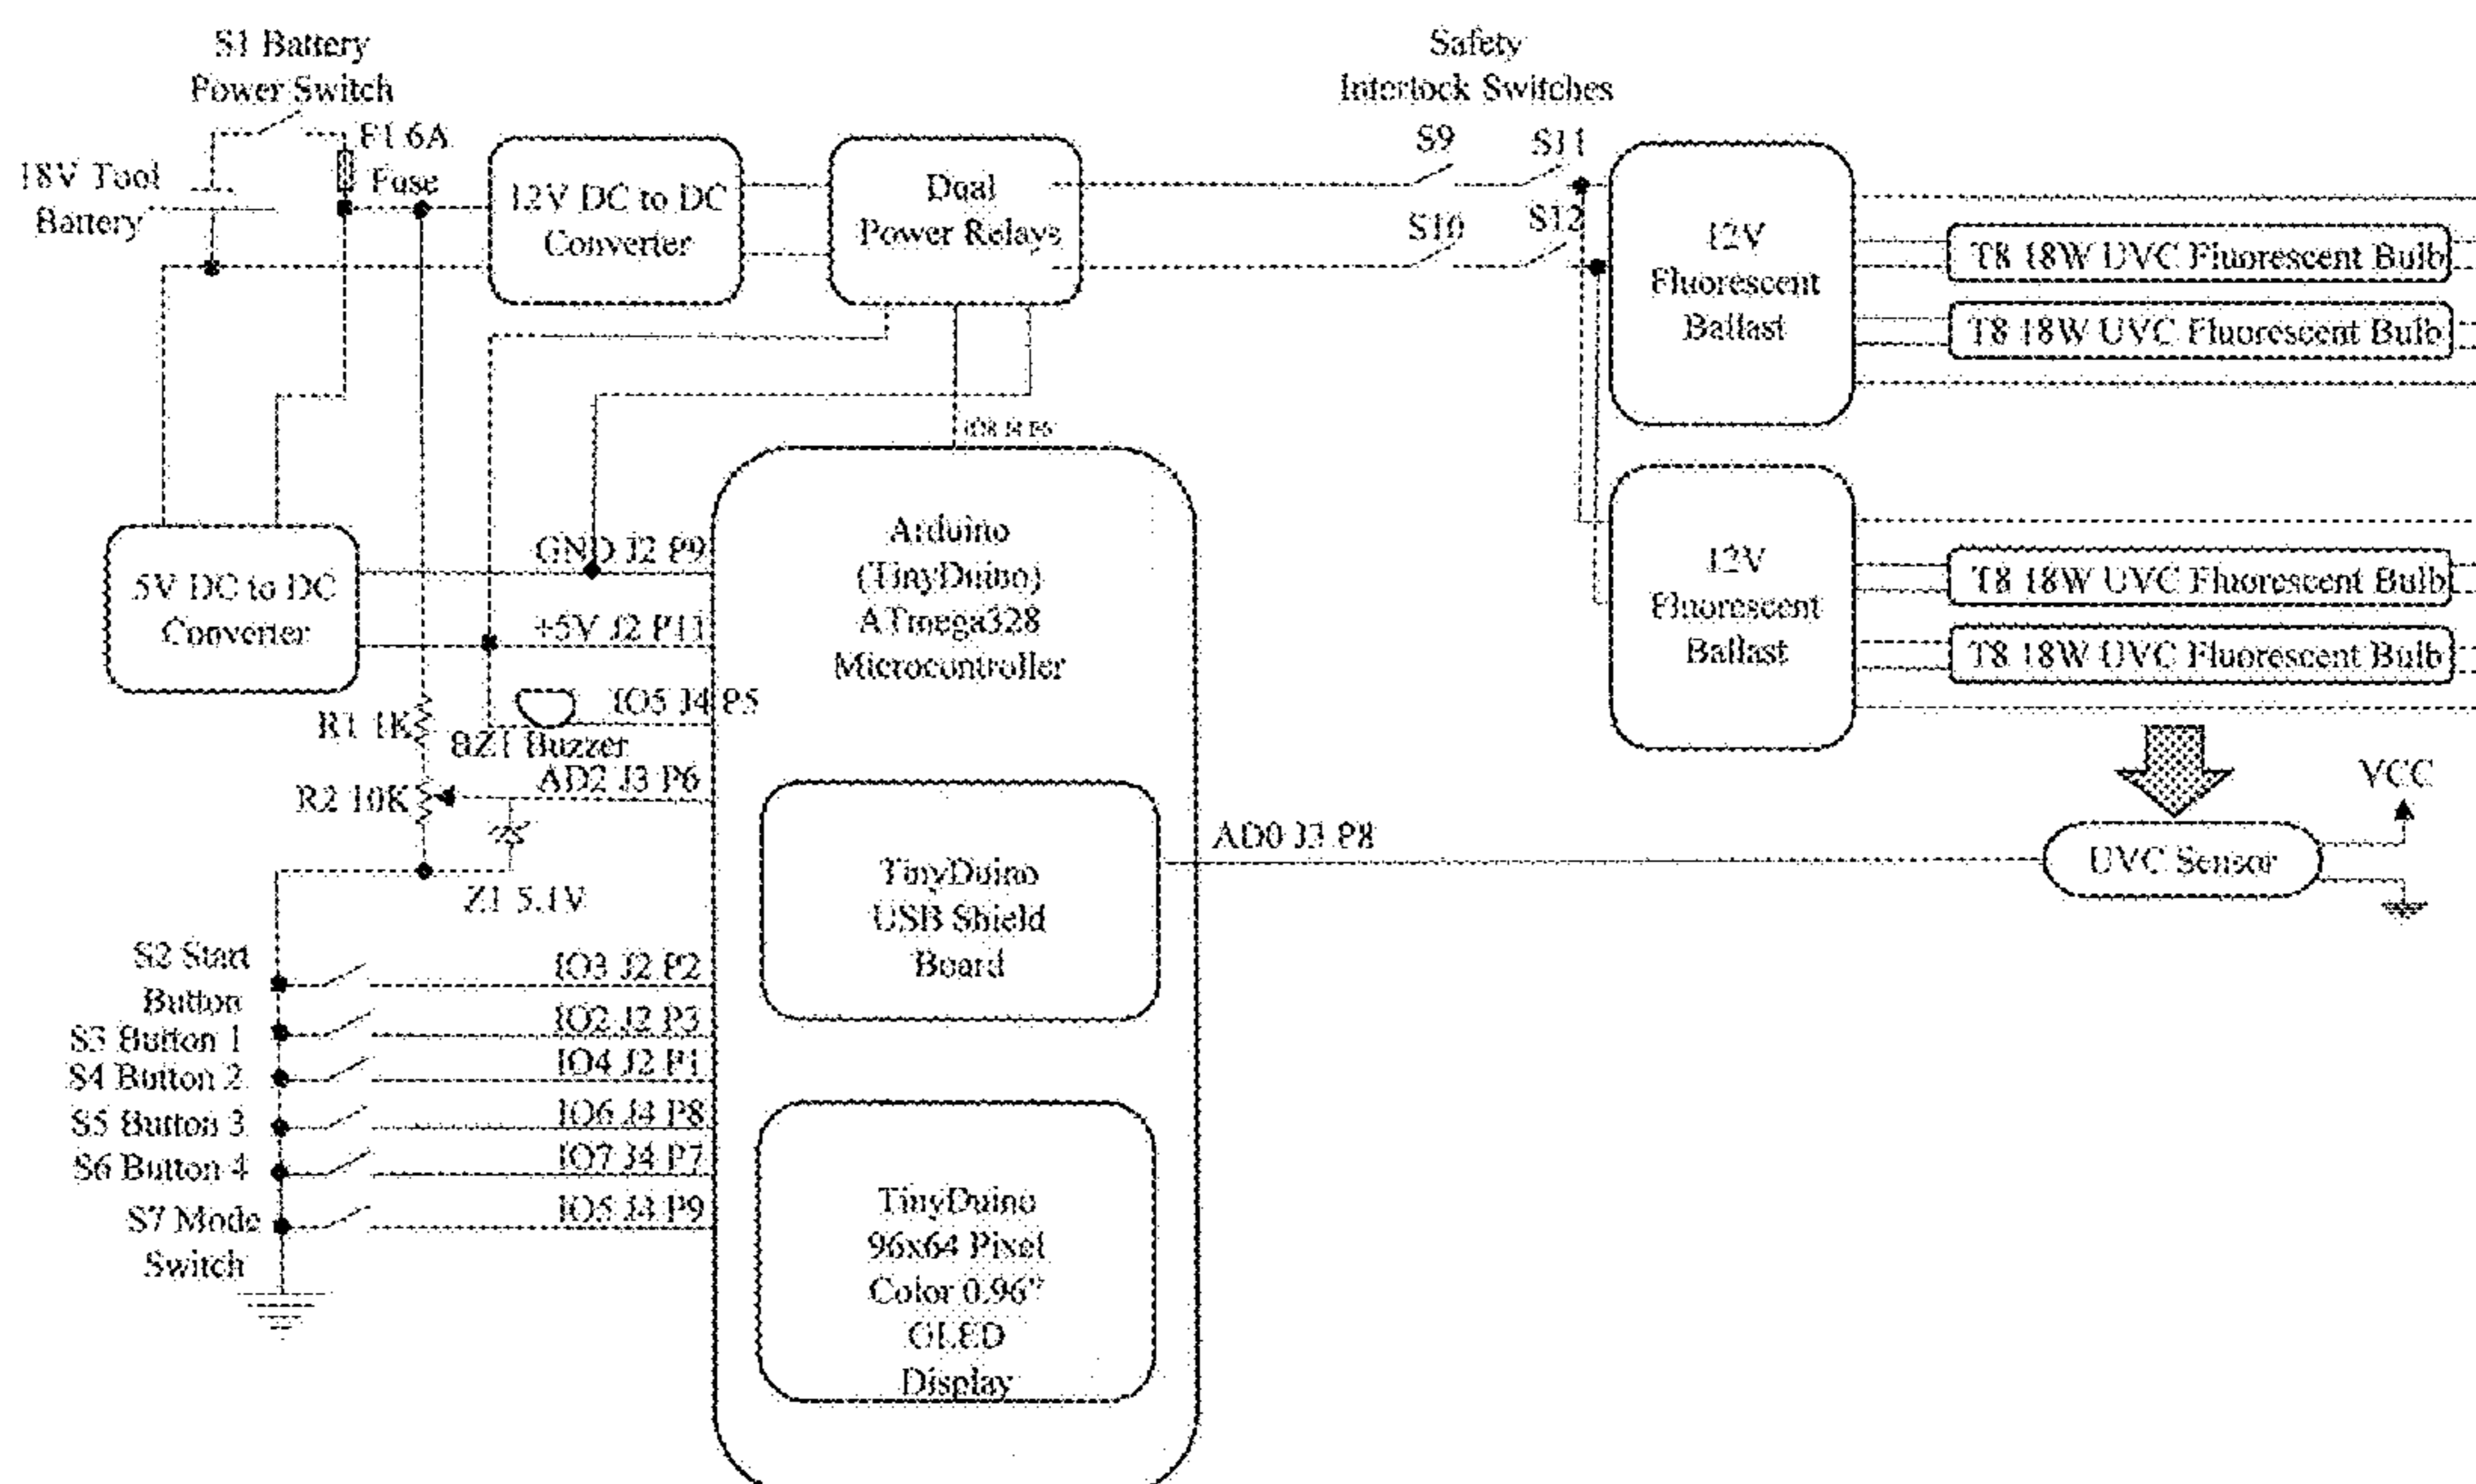 S1 Battery
Power Switch
F1 6A
Fuse
18V Tool
Battery
12V DC to DC
Converter
Dual
Power Relays
Safety
Interlock Switches
S9
S11
S10
S12
12V
Fluorescent
Ballast
T8 18W UVC Fluorescent Bulb
T8 18W UVC Fluorescent Bulb
12V
Fluorescent
Ballast
T8 18W UVC Fluorescent Bulb
T8 18W UVC Fluorescent Bulb
5V DC to DC
Converter
GND J2 P9
+5V J2 P11
IO5 J4 P5
BZ1 Buzzer
R1 1K
AD2 J3 P6
R2 10K
Z1 5.1V
Arduino
(TinyDuino)
ATmega328
Microcontroller
TinyDuino
USB Shield
Board
AD0 J3 P8
UVC Sensor
VCC
S2 Start
Button
IO3 J2 P2
S3 Button 1
IO2 J2 P3
S4 Button 2
IO4 J2 P1
S5 Button 3
IO6 J4 P8
S6 Button 4
IO7 J4 P7
S7 Mode
Switch
IO5 J4 P9
TinyDuino
96x64 Pixel
Color 0.96"
OLED
Display